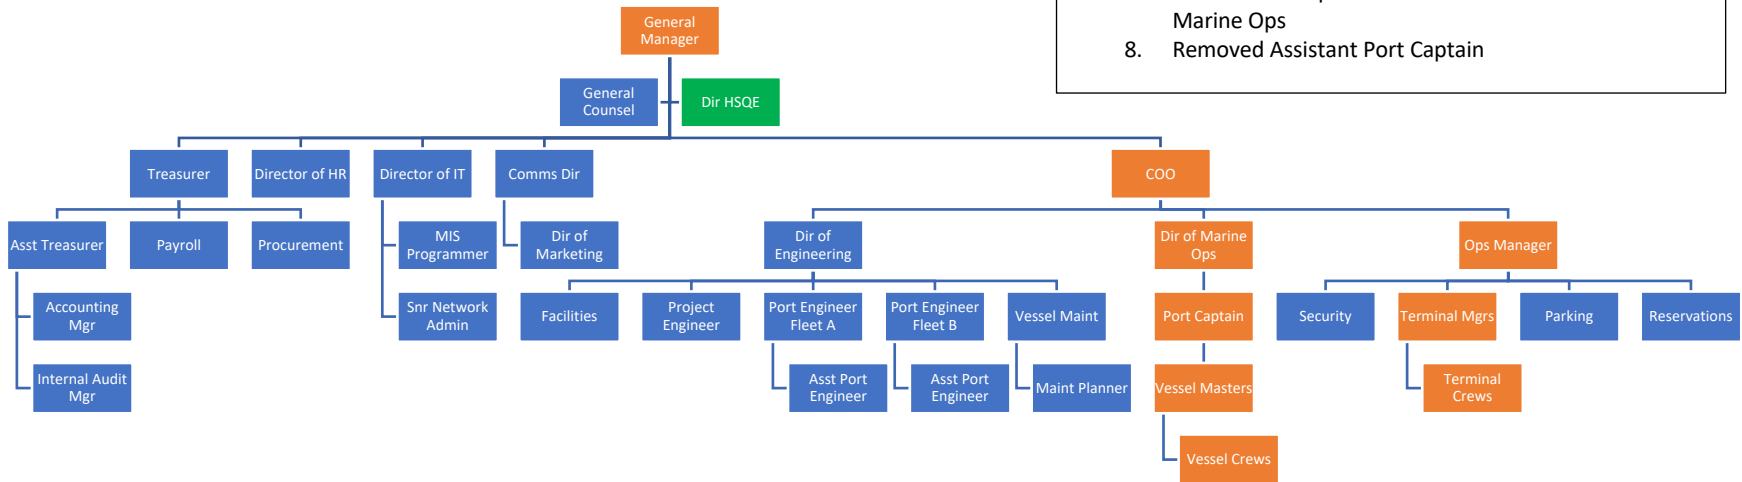 Marine Ops
8. Removed Assistant Port Captain
General
Manager
General
Counsel
Dir HSQE
Treasurer
Director of HR
Director of IT
Comms Dir
COO
Asst Treasurer
Payroll
Procurement
MIS
Programmer
Dir of
Marketing
Dir of
Engineering
Dir of Marine
Ops
Ops Manager
Accounting
Mgr
Snr Network
Admin
Facilities
Project
Engineer
Port Engineer
Fleet A
Port Engineer
Fleet B
Vessel Maint
Port Captain
Security
Terminal Mgrs
Parking
Reservations
Internal Audit
Mgr
Asst Port
Engineer
Asst Port
Engineer
Maint Planner
Vessel Masters
Terminal
Crews
Vessel Crews